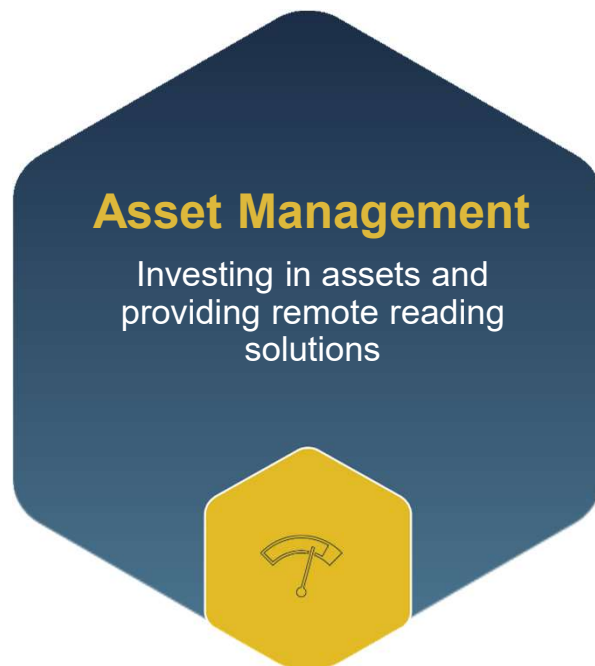 Asset Management
Investing in assets and
providing remote reading
solutions